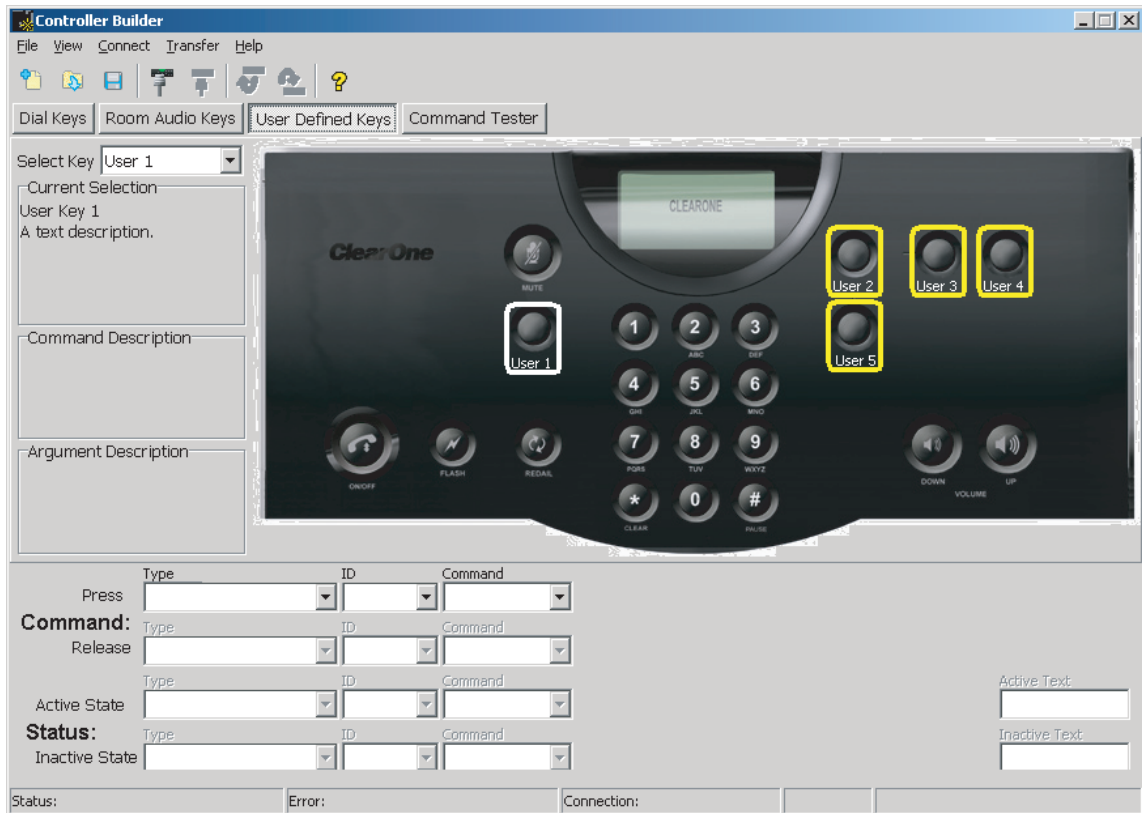 Controller Builder
File View Connect Transfer Help
Dial Keys Room Audio Keys User Defined Keys Command Tester
Select Key User 1
Current Selection
User Key 1
A text description.
Command Description
Argument Description
CLEARONE
ClearOne
MUTE
User 1
User 2 User 3 User 4
User 5
1 2 3
ABC DEF
4 5 6
GHI JKL MNO
7 8 9
PQRS TUV WXYZ
* 0 #
CLEAR PAUSE
ON/OFF FLASH REDAIL
DOWN UP
VOLUME
Type ID Command
Press
Command:
Type ID Command
Release
Type ID Command Active Text
Active State
Status:
Type ID Command Inactive Text
Inactive State
Status: Error: Connection: